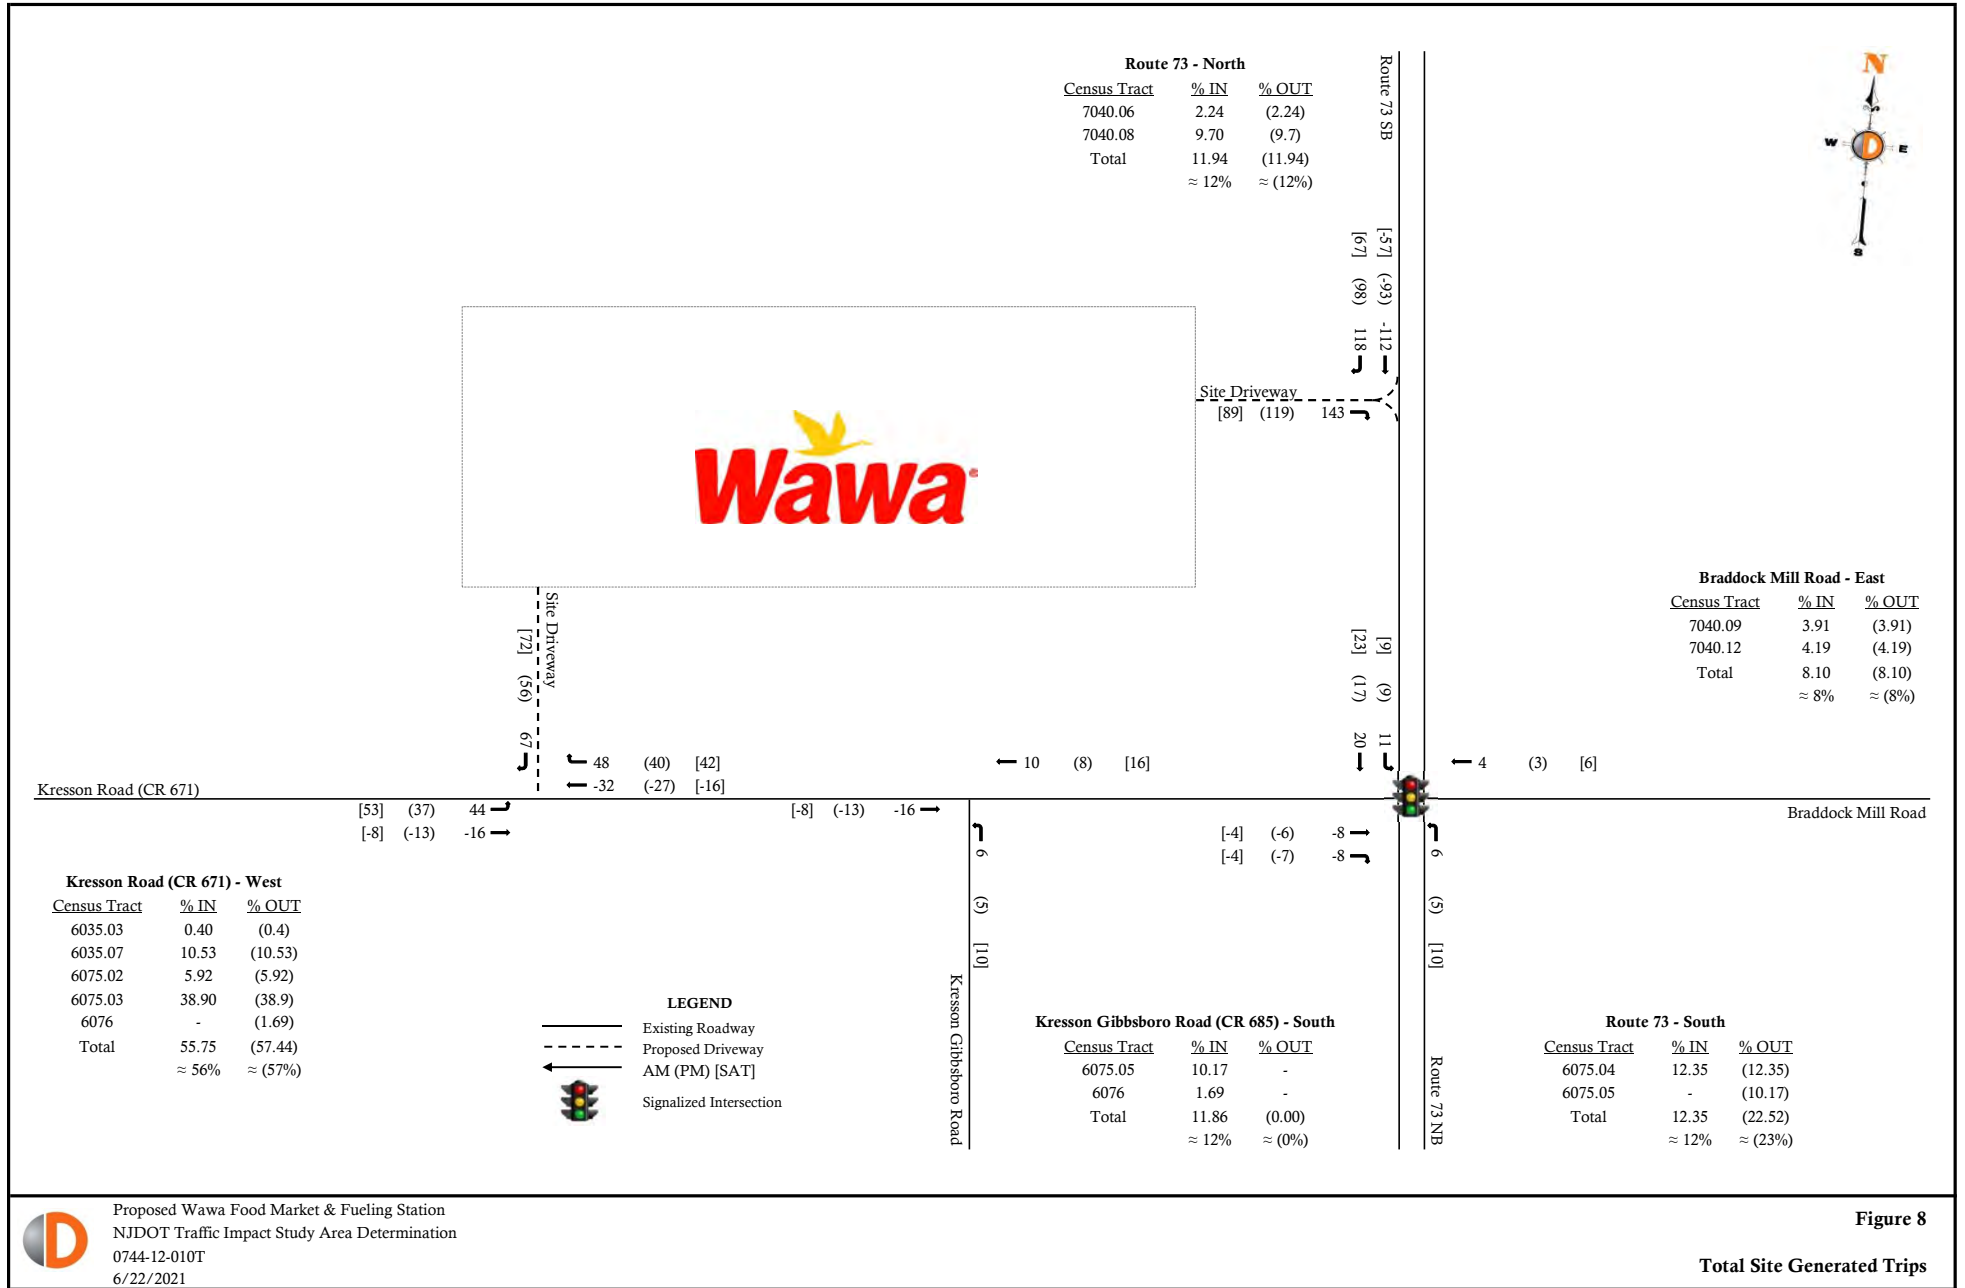 Route 73 - North
Census Tract % IN % OUT
7040.06 2.24 (2.24)
7040.08 9.70 (9.7)
Total 11.94 (11.94)
≈ 12% ≈ (12%)
Route 73 SB
N
W D E
S
[-57] (-93) -112
[67] (98) 118
Site Driveway
[89] (119) 143
Wawa
Braddock Mill Road - East
Census Tract % IN % OUT
7040.09 3.91 (3.91)
7040.12 4.19 (4.19)
Total 8.10 (8.10)
≈ 8% ≈ (8%)
Site Driveway
[72] (56) 67
[9] (9) 11
[23] (17) 20
48 (40) [42]
-32 (-27) [-16]
10 (8) [16]
4 (3) [6]
Kresson Road (CR 671)
[53] (37) 44
[-8] (-13) -16
[-8] (-13) -16
Braddock Mill Road
[-4] (-6) -8
[-4] (-7) -8
6 (5) [10]
6 (5) [10]
Kresson Road (CR 671) - West
Census Tract % IN % OUT
6035.03 0.40 (0.4)
6035.07 10.53 (10.53)
6075.02 5.92 (5.92)
6075.03 38.90 (38.9)
6076 - (1.69)
Total 55.75 (57.44)
≈ 56% ≈ (57%)
LEGEND
Existing Roadway
Proposed Driveway
AM (PM) [SAT]
Signalized Intersection
Kresson Gibbsboro Road
Kresson Gibbsboro Road (CR 685) - South
Census Tract % IN % OUT
6075.05 10.17 -
6076 1.69 -
Total 11.86 (0.00)
≈ 12% ≈ (0%)
Route 73 NB
Route 73 - South
Census Tract % IN % OUT
6075.04 12.35 (12.35)
6075.05 - (10.17)
Total 12.35 (22.52)
≈ 12% ≈ (23%)
D
Proposed Wawa Food Market & Fueling Station
NJDOT Traffic Impact Study Area Determination
0744-12-010T
6/22/2021
Figure 8
Total Site Generated Trips